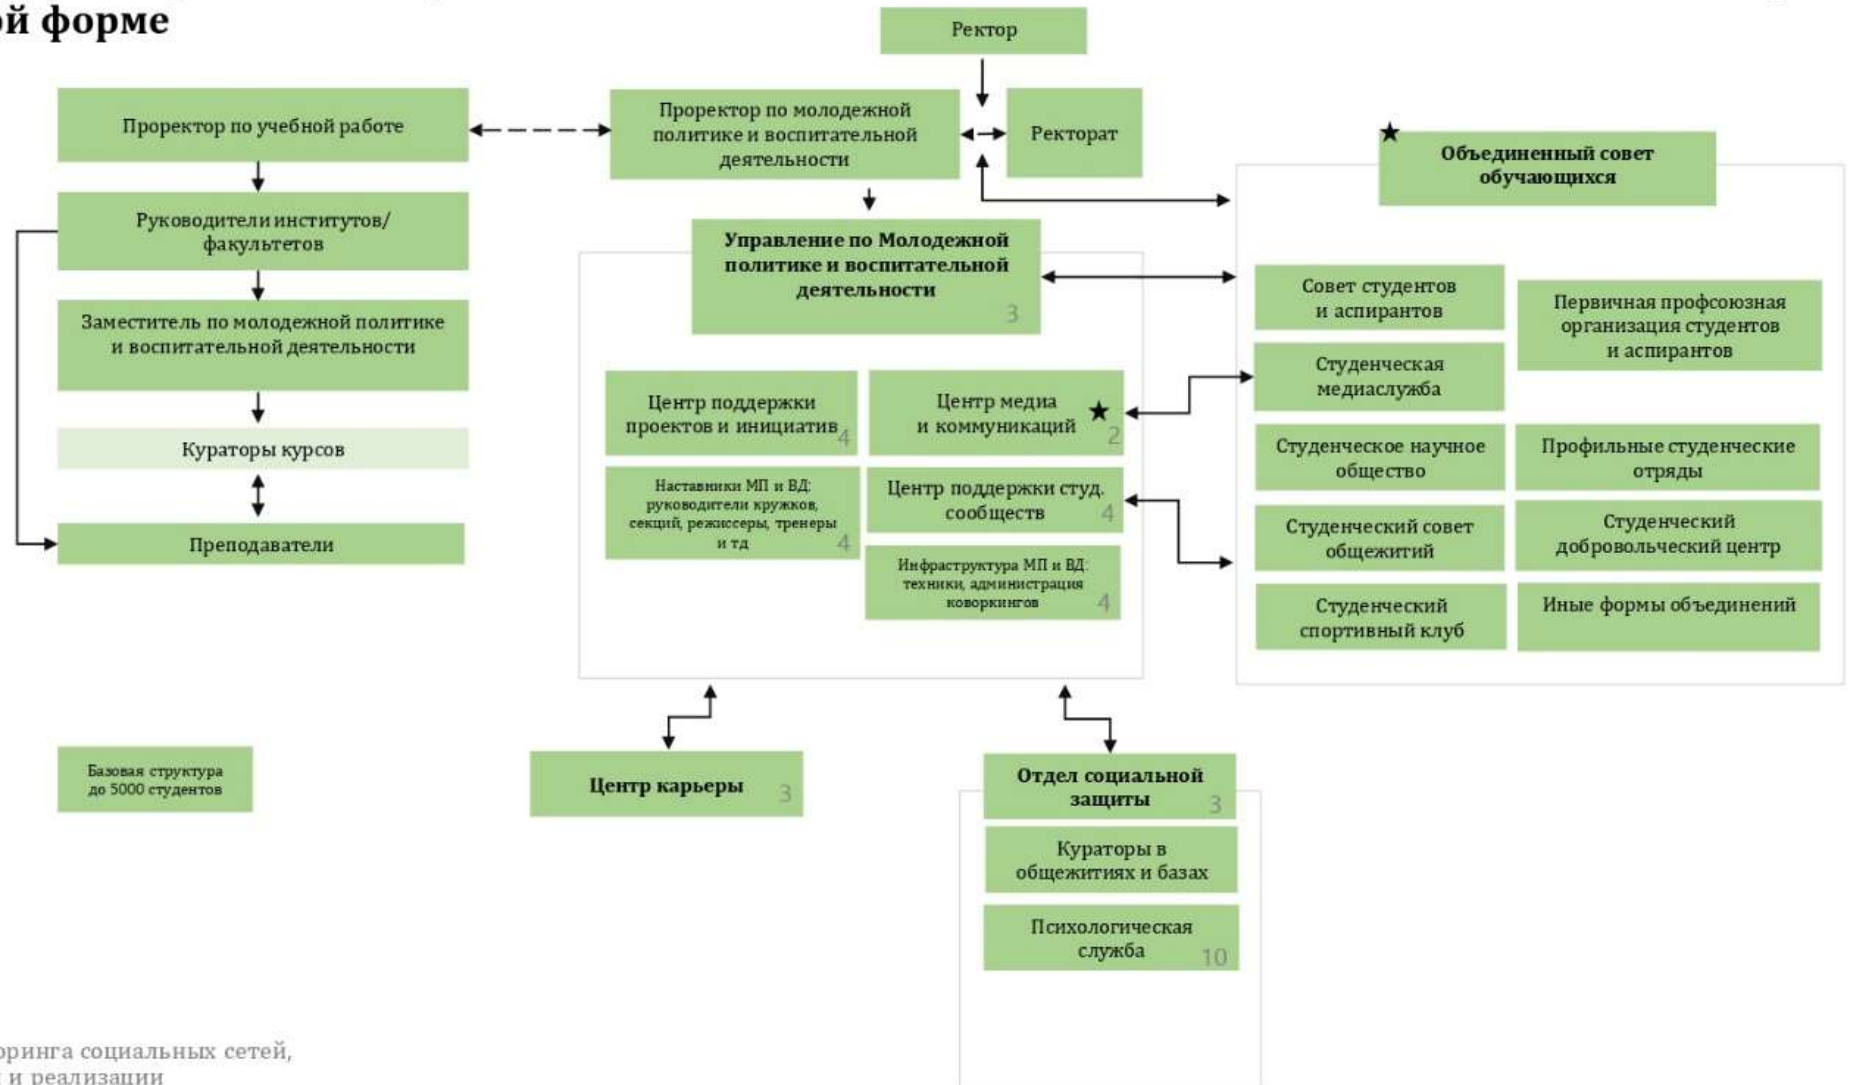 ой форме
Ректор
Проректор по учебной работе
Проректор по молодежной
политике и воспитательной
деятельности
Ректорат
Объединенный совет
обучающихся
Руководители институтов/
факультетов
Заместитель по молодежной политике
и воспитательной деятельности
Кураторы курсов
Преподаватели
Управление по Молодежной
политике и воспитательной
деятельности
3
Центр поддержки
проектов и инициатив
4
Центр медиа
и коммуникаций
2
Наставники МП и ВД:
руководители кружков,
секций, режиссеры, тренеры
и тд
4
Центр поддержки студ.
сообществ
4
Инфраструктура МП и ВД:
техники, администрация
коворкингов
4
Совет студентов
и аспирантов
Первичная профсоюзная
организация студентов
и аспирантов
Студенческая
медиаслужба
Студенческое научное
общество
Профильные студенческие
отряды
Студенческий совет
общежитий
Студенческий
добровольческий центр
Студенческий
спортивный клуб
Иные формы объединений
Базовая структура
до 5000 студентов
Центр карьеры
3
Отдел социальной
защиты
3
Кураторы в
общежитиях и базах
Психологическая
служба
10
оринга социальных сетей,
и реализации